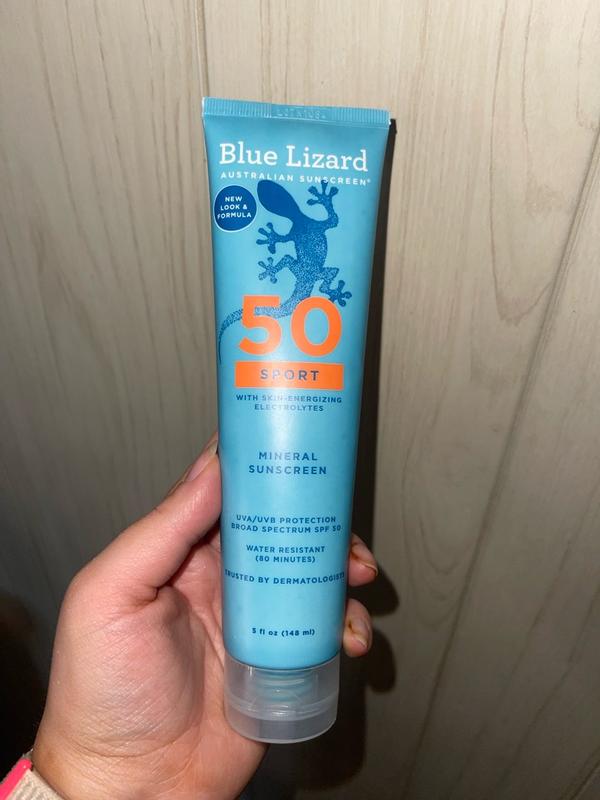 Blue Lizard
AUSTRALIAN SUNSCREEN®
NEW
LOOK &
FORMULA
50
SPORT
WITH SKIN-ENERGIZING
ELECTROLYTES
MINERAL
SUNSCREEN
UVA/UVB PROTECTION
BROAD SPECTRUM SPF 50
WATER RESISTANT
(80 MINUTES)
TRUSTED BY DERMATOLOGISTS
5 fl oz (148 ml)